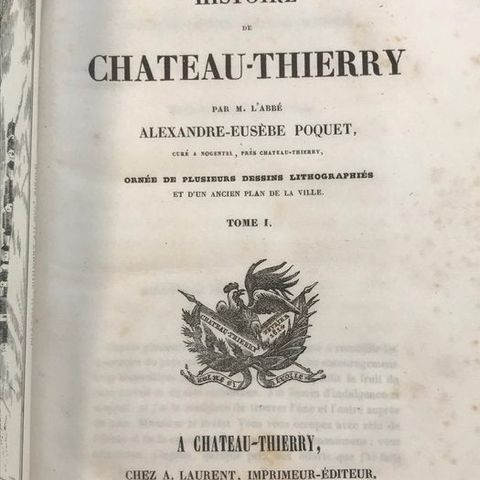 HISTOIRE
DE
CHATEAU-THIERRY
PAR M. L'ABBÉ
ALEXANDRE-EUSÈBE POQUET,
CURÉ A NOGENTEL, PRÈS CHATEAU-THIERRY,
ORNÉE DE PLUSIEURS DESSINS LITHOGRAPHIÉS
ET D'UN ANCIEN PLAN DE LA VILLE.
TOME I.
CHATEAU-THIERRY
A CHATEAU-THIERRY,
CHEZ A. LAURENT, IMPRIMEUR-ÉDITEUR.